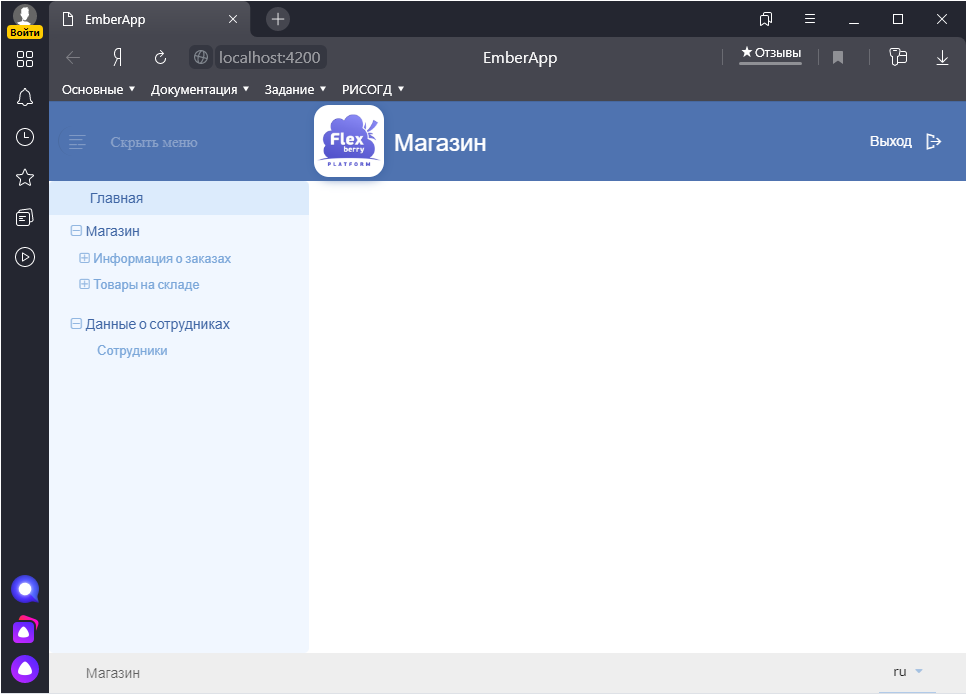 EmberApp
Войти
localhost:4200
EmberApp
★ Отзывы
Основные Документация Задание РИСОГД
Скрыть меню
Flex
berry
PLATFORM
Магазин
Выход
Главная
Магазин
Информация о заказах
Товары на складе
Данные о сотрудниках
Сотрудники
Магазин
ru